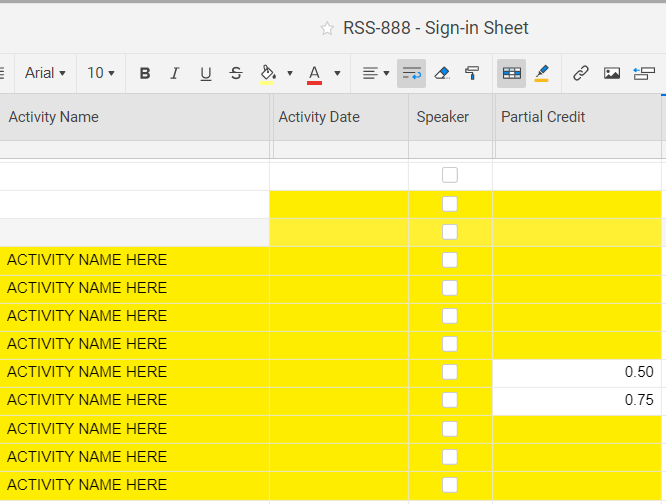 RSS-888 - Sign-in Sheet
Arial 10 B I U S A
Activity Name Activity Date Speaker Partial Credit
ACTIVITY NAME HERE
ACTIVITY NAME HERE
ACTIVITY NAME HERE
ACTIVITY NAME HERE
ACTIVITY NAME HERE 0.50
ACTIVITY NAME HERE 0.75
ACTIVITY NAME HERE
ACTIVITY NAME HERE
ACTIVITY NAME HERE